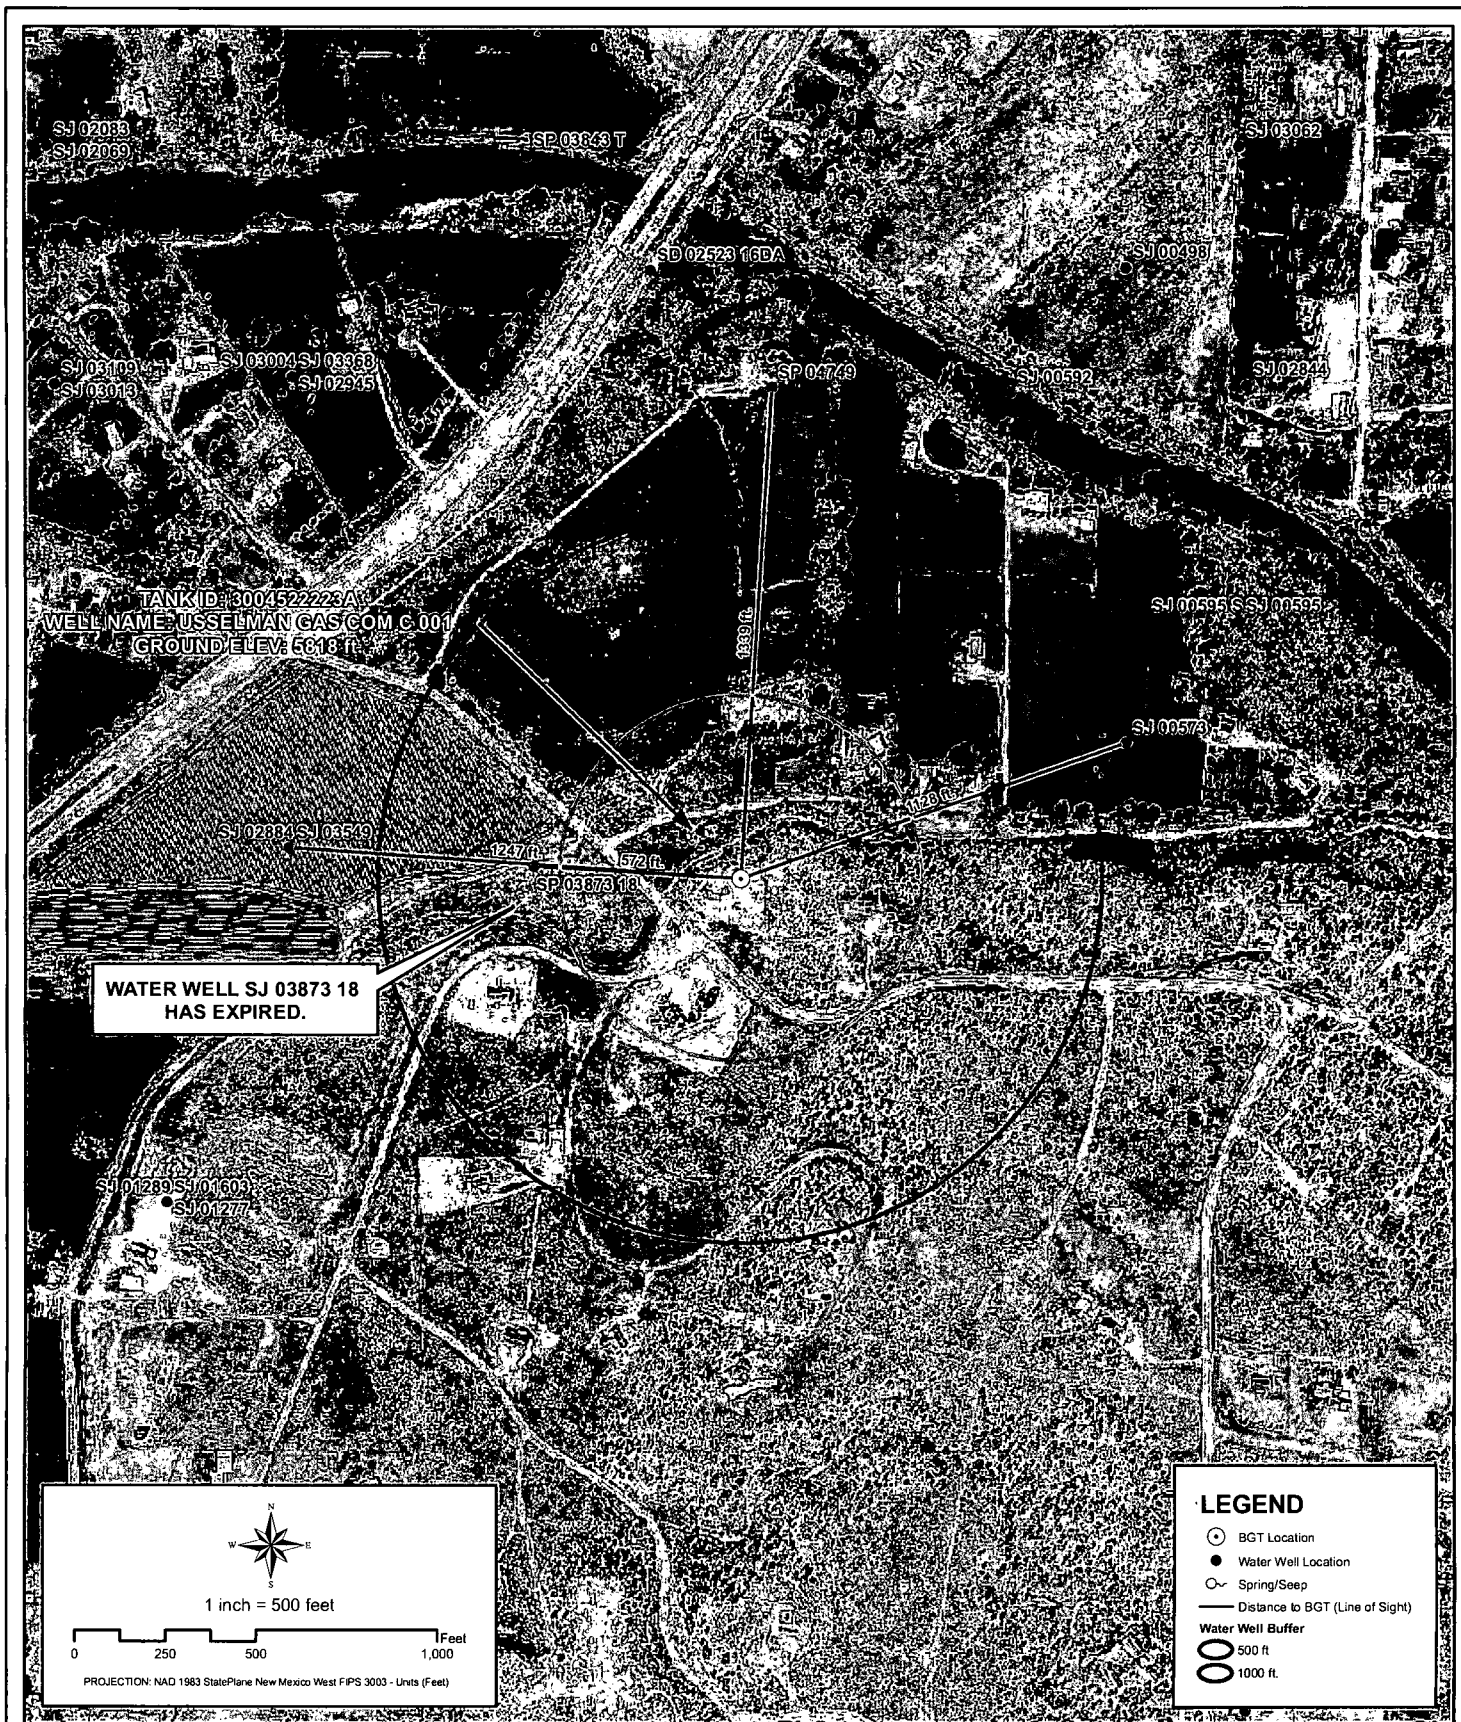 SJ 02083
SJ 02069
SP 03843 T
SJ 03062
SD 02523 16DA
SJ 00498
SJ 03109
SJ 03004 SJ 03368
SJ 03013
SJ 02945
SP 04749
SJ 00592
SJ 02844
TANK ID: 3004522223A
WELL NAME: USSELMAN GAS COM C 001
GROUND ELEV: 5618 ft
SJ 00595 S SJ 00595
SJ 00573
SJ 02884 SJ 03549
1247 ft
572 ft
1120 ft
SP 03873 18
WATER WELL SJ 03873 18
HAS EXPIRED.
SJ 01289 SJ 01603
SJ 01277
N
W E
S
1 inch = 500 feet
Feet
0 250 500 1,000
PROJECTION: NAD 1983 StatePlane New Mexico West FIPS 3003 - Units (Feet)
LEGEND
BGT Location
Water Well Location
Spring/Seep
Distance to BGT (Line of Sight)
Water Well Buffer
500 ft
1000 ft.